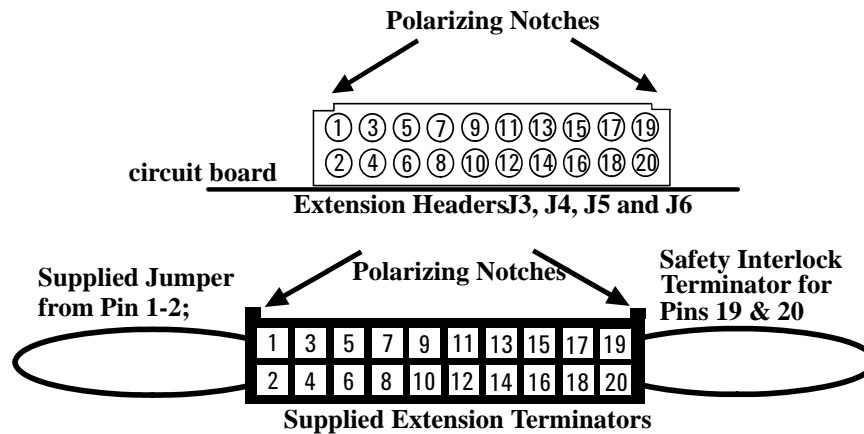 Polarizing Notches
1 3 5 7 9 11 13 15 17 19
2 4 6 8 10 12 14 16 18 20
circuit board
Extension HeadersJ3, J4, J5 and J6
Supplied Jumper
from Pin 1-2;
Polarizing Notches
Safety Interlock
Terminator for
Pins 19 & 20
1 3 5 7 9 11 13 15 17 19
2 4 6 8 10 12 14 16 18 20
Supplied Extension Terminators